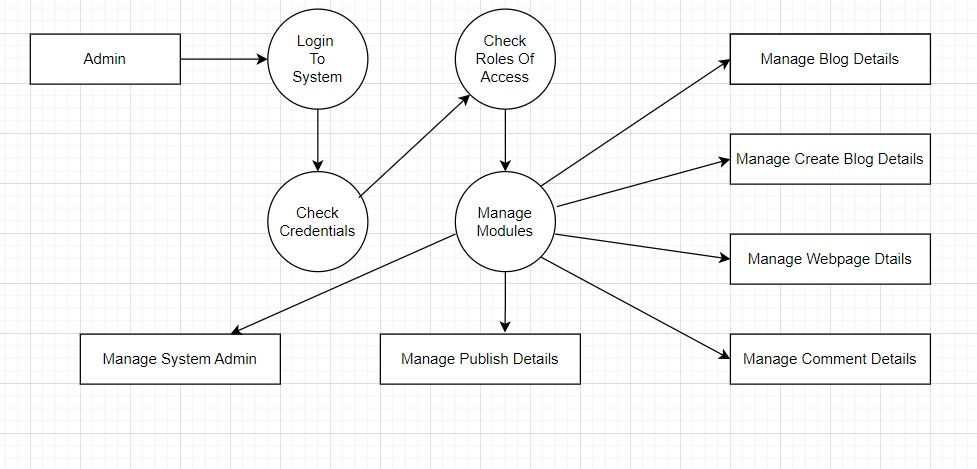 Admin
Login
To
System
Check
Roles Of
Access
Manage Blog Details
Manage Create Blog Details
Check
Credentials
Manage
Modules
Manage Webpage Dtails
Manage System Admin
Manage Publish Details
Manage Comment Details